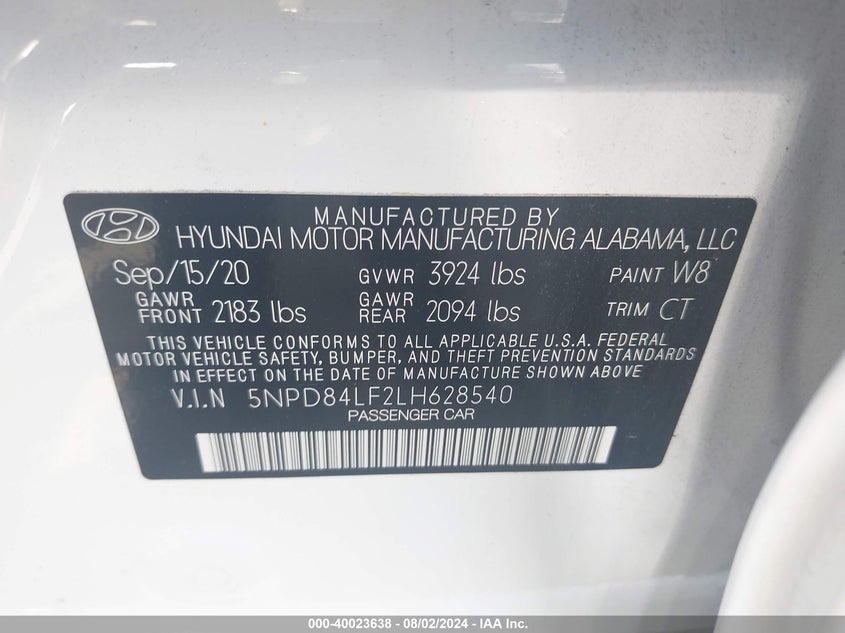 MANUFACTURED BY
HYUNDAI MOTOR MANUFACTURING ALABAMA, LLC
Sep/15/20 GVWR 3924 lbs PAINT W8
GAWR FRONT 2183 lbs GAWR REAR 2094 lbs TRIM CT
THIS VEHICLE CONFORMS TO ALL APPLICABLE U.S.A. FEDERAL
MOTOR VEHICLE SAFETY, BUMPER, AND THEFT PREVENTION STANDARDS
IN EFFECT ON THE DATE OF MANUFACTURE SHOWN ABOVE.
V.I.N 5NPD84LF2LH628540
PASSENGER CAR
000-40023638 - 08/02/2024 - IAA Inc.